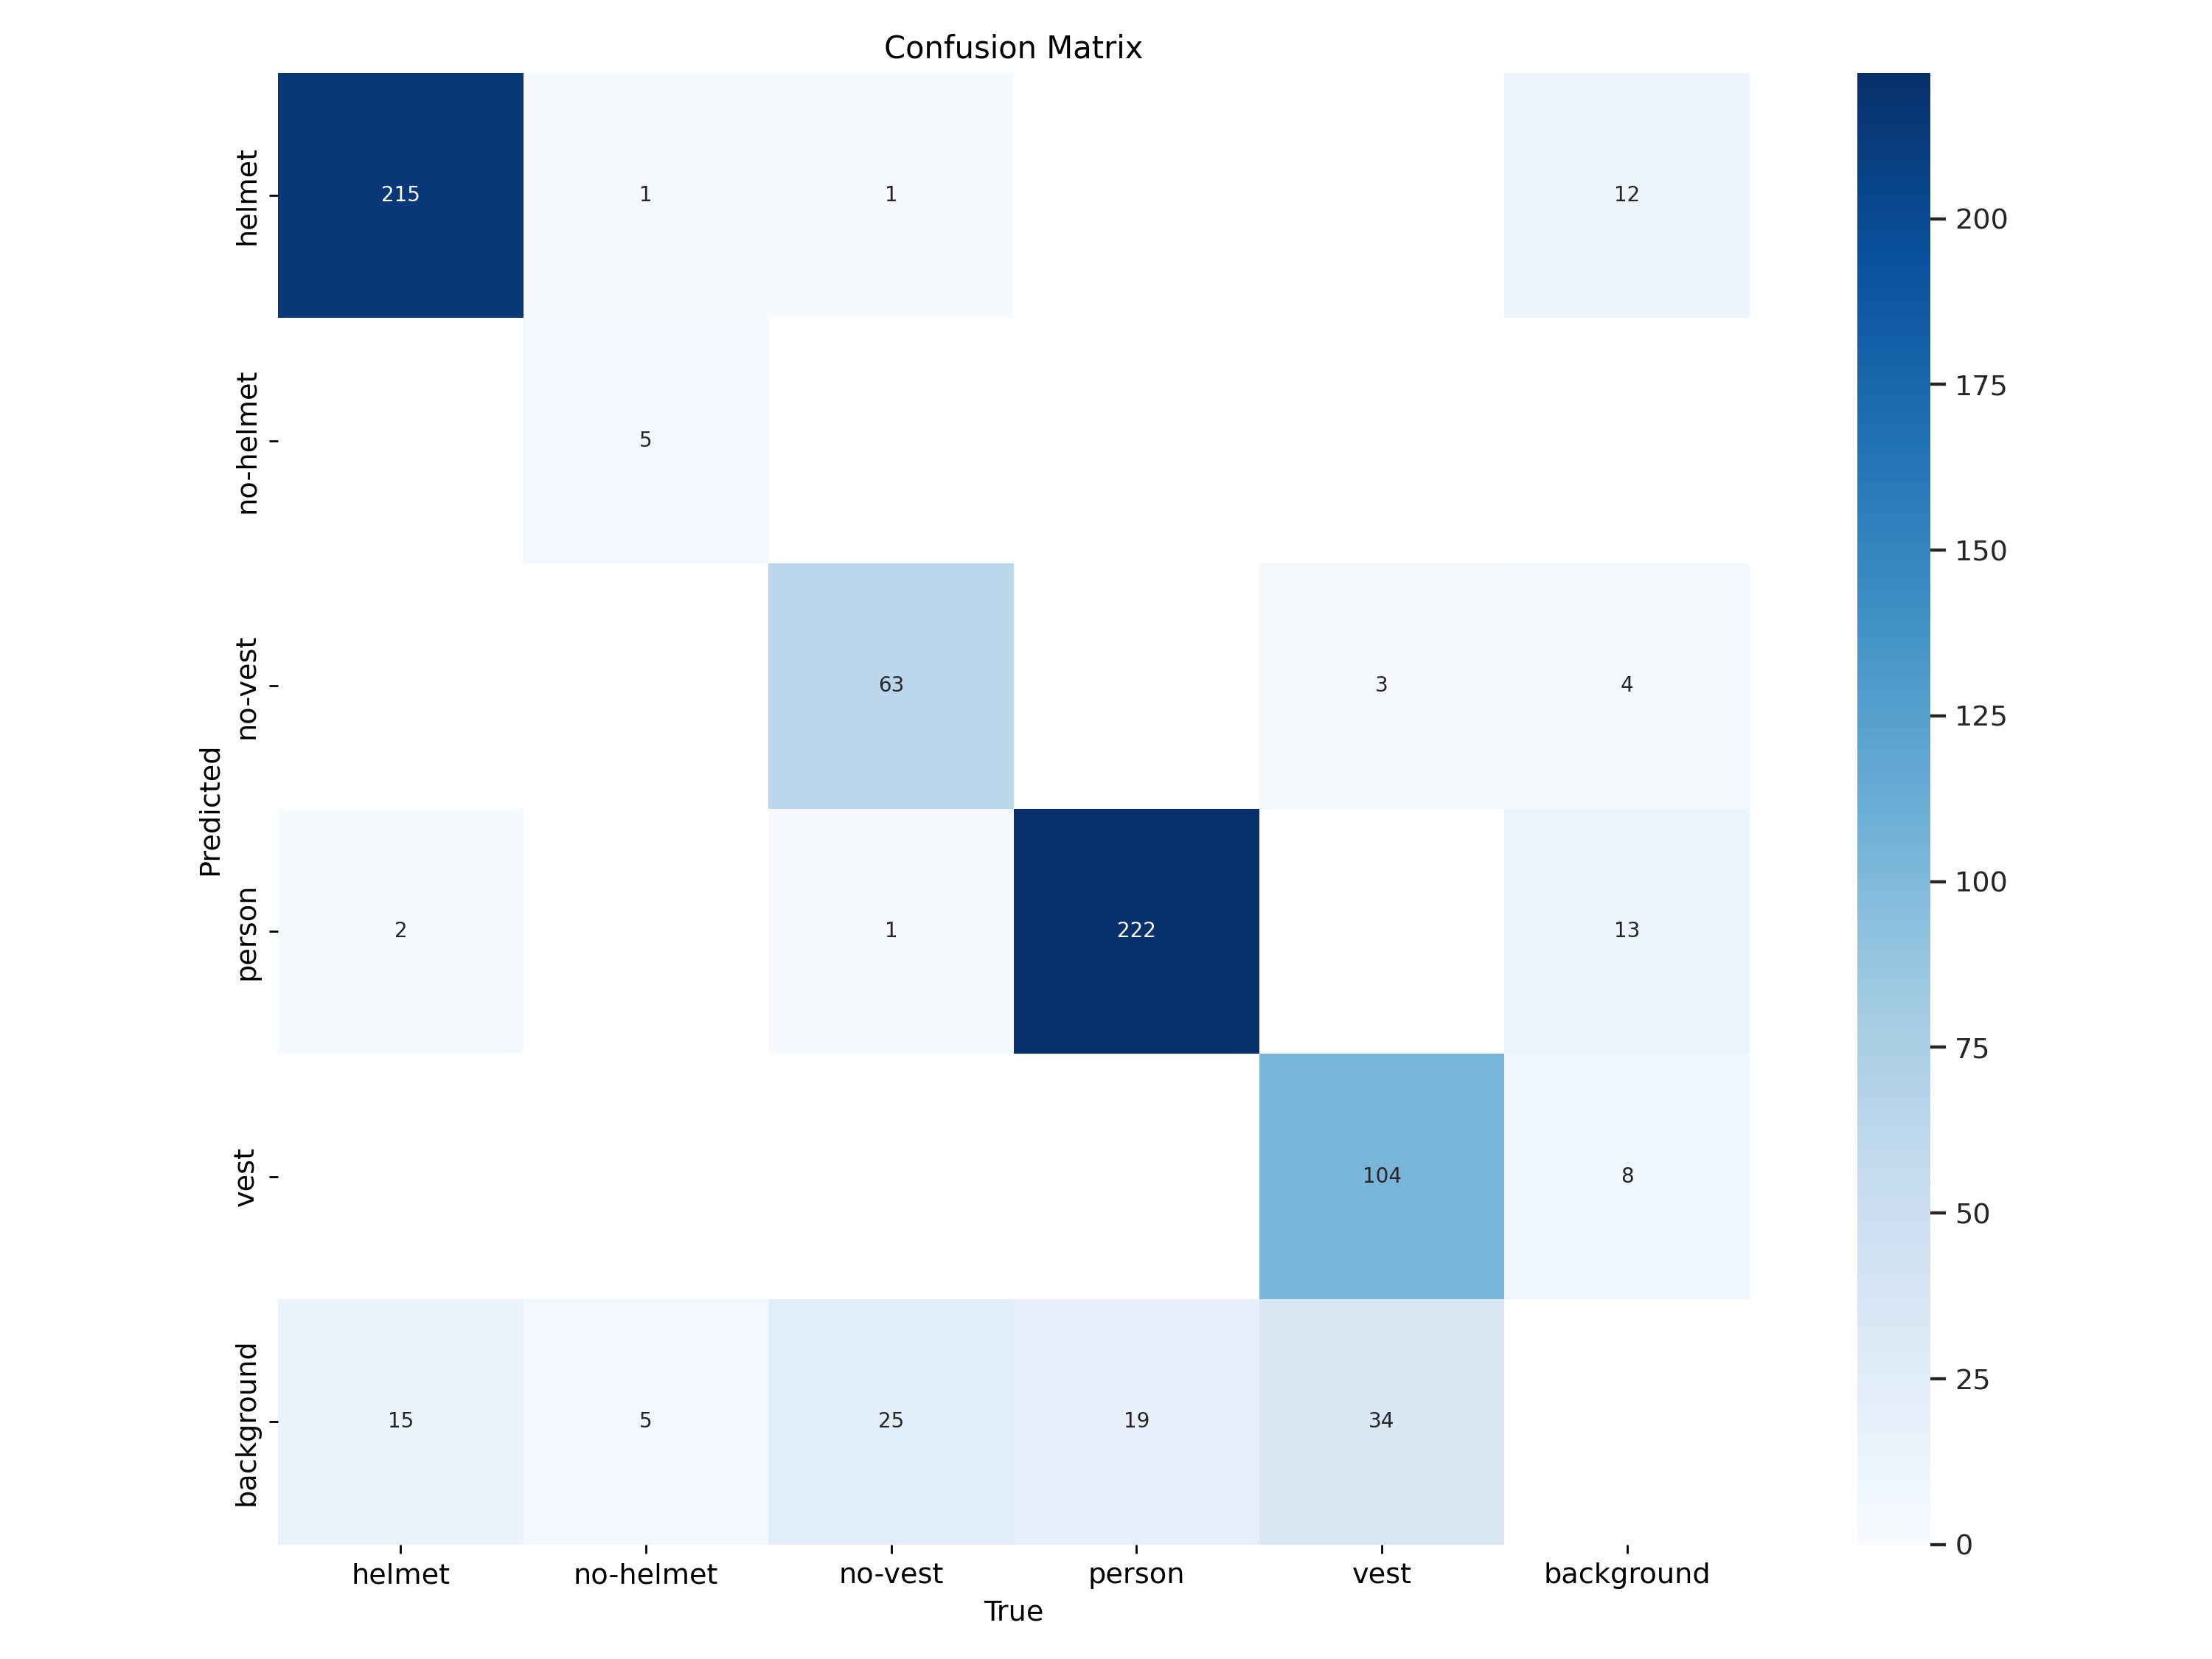 Confusion Matrix
helmet
215 1 1 12
200
175
no-helmet
5
150
125
no-vest
63 3 4
Predicted
100
person
2 1 222 13
75
vest
104 8
50
25
background
15 5 25 19 34
0
helmet no-helmet no-vest person vest background
True